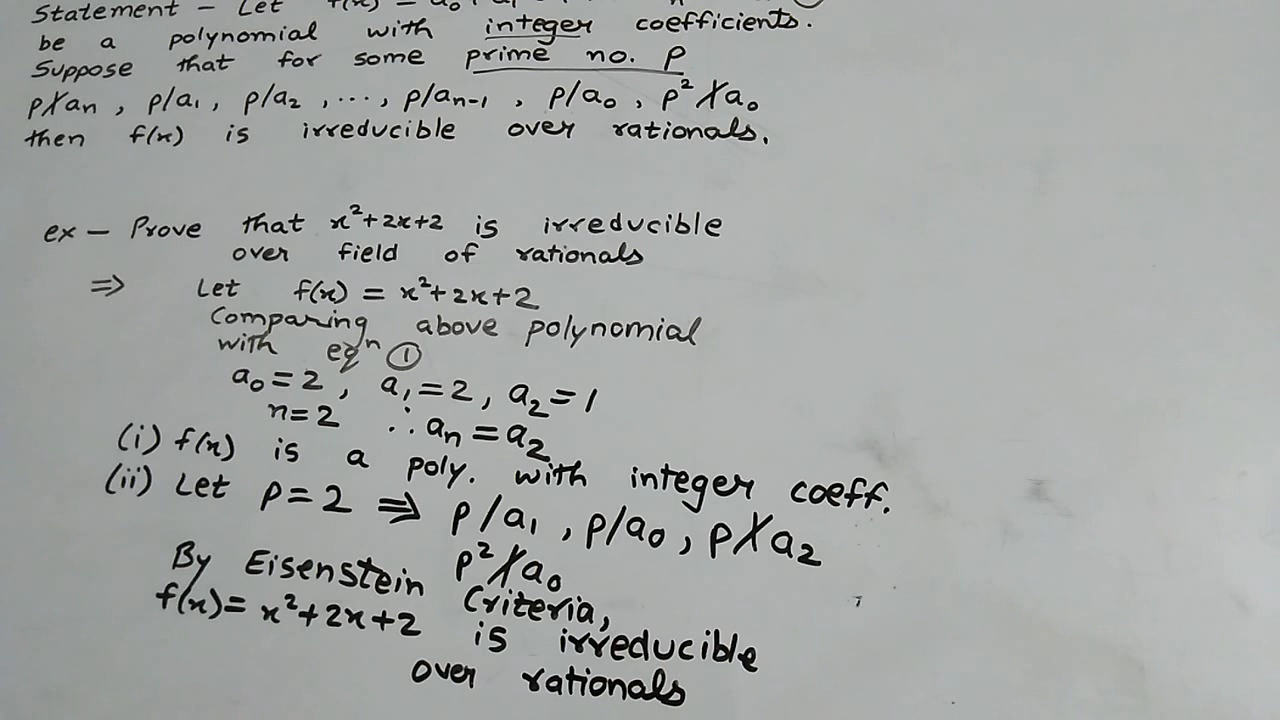 Statement - Let f(x) = a₀
be a polynomial with integer coefficients.
Suppose that for some prime no. p
p∤aₙ, p/a₁, p/a₂, ..., p/aₙ₋₁, p/a₀, p²∤a₀
then f(x) is irreducible over rationals.
ex - Prove that x²+2x+2 is irreducible
over field of rationals
⇒ Let f(x) = x²+2x+2
Comparing above polynomial
with eqⁿ ①
a₀=2, a₁=2, a₂=1
n=2 ∴ aₙ=a₂
(i) f(x) is a poly. with integer coeff.
(ii) Let p=2 ⇒ p/a₁, p/a₀, p∤a₂
p²∤a₀
By Eisenstein Criteria,
f(x)= x²+2x+2 is irreducible
over rationals